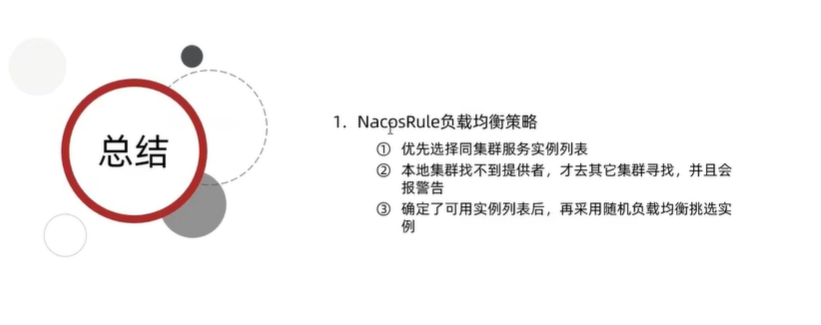 总结
1. NacosRule负载均衡策略
① 优先选择同集群服务实例列表
② 本地集群找不到提供者，才去其它集群寻找，并且会
报警告
③ 确定了可用实例列表后，再采用随机负载均衡挑选实
例